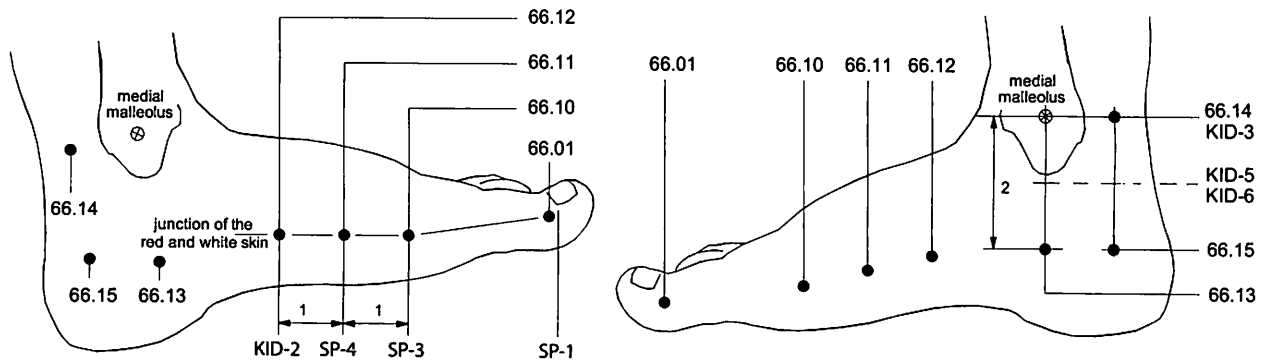 66.12
66.11
66.10
66.01
medial
malleolus
66.14
junction of the
red and white skin
66.15
66.13
1
1
KID-2
SP-4
SP-3
SP-1
66.01
66.10
66.11
66.12
medial
malleolus
66.14
KID-3
KID-5
KID-6
2
66.15
66.13